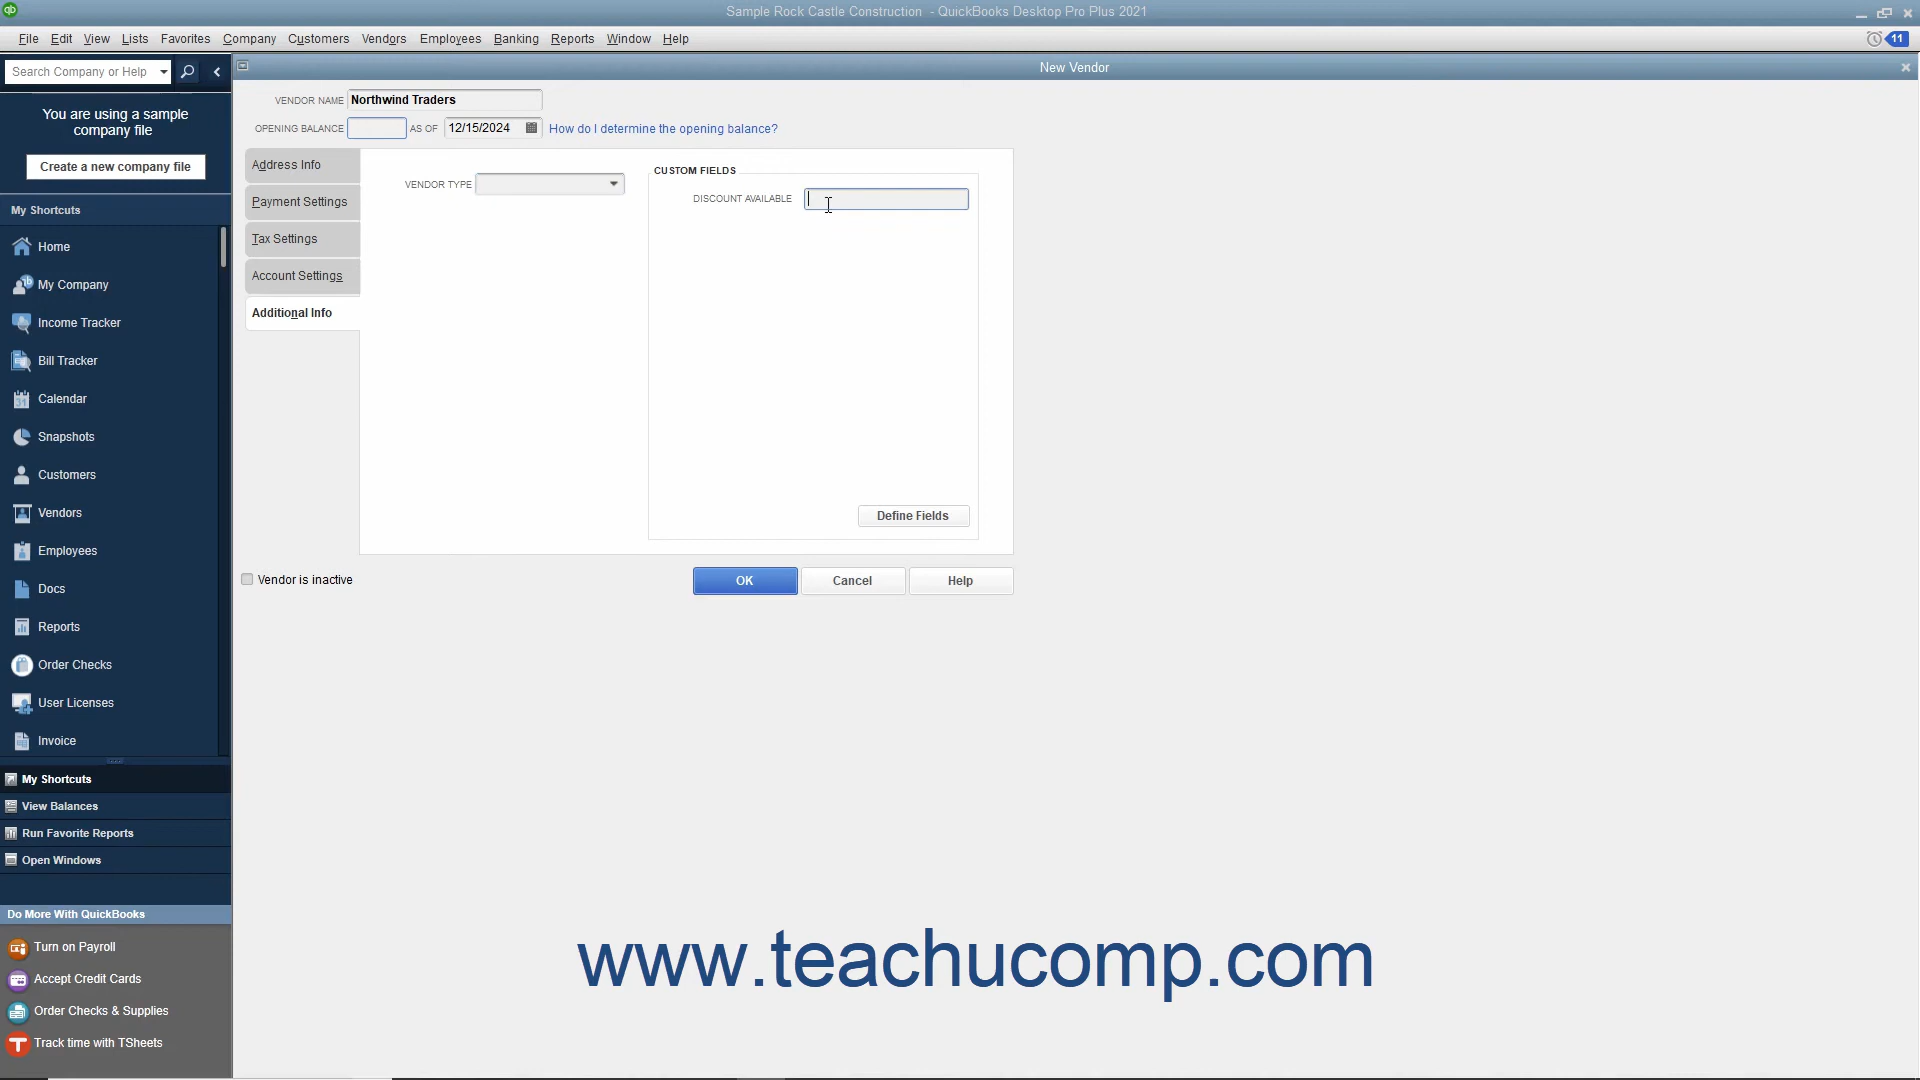 Sample Rock Castle Construction - QuickBooks Desktop Pro Plus 2021
File Edit View Lists Favorites Company Customers Vendors Employees Banking Reports Window Help
11
Search Company or Help
New Vendor
You are using a sample
company file
Create a new company file
My Shortcuts
Home
My Company
Income Tracker
Bill Tracker
31
Calendar
Snapshots
Customers
Vendors
Employees
Docs
Reports
Order Checks
User Licenses
Invoice
My Shortcuts
View Balances
Run Favorite Reports
Open Windows
Do More With QuickBooks
Turn on Payroll
Accept Credit Cards
Order Checks & Supplies
Track time with TSheets
VENDOR NAME Northwind Traders
OPENING BALANCE AS OF 12/15/2024 How do I determine the opening balance?
Address Info
Payment Settings
Tax Settings
Account Settings
Additional Info
VENDOR TYPE
CUSTOM FIELDS
DISCOUNT AVAILABLE
Define Fields
Vendor is inactive
OK
Cancel
Help
www.teachucomp.com